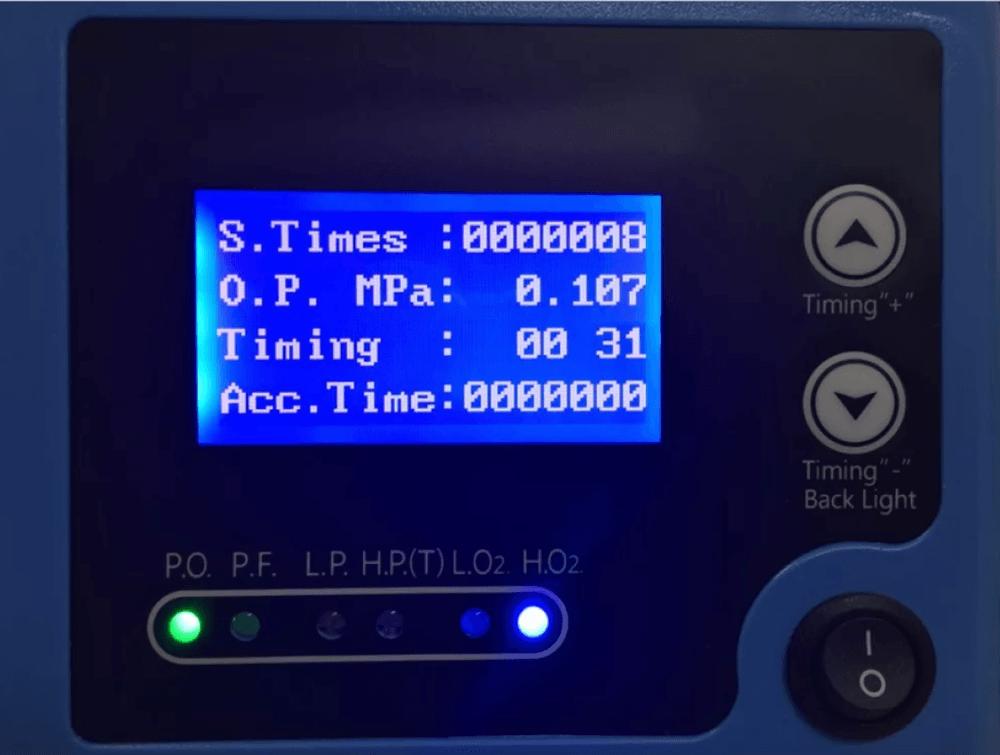 S.Times :0000008
O.P. MPa: 0.107
Timing : 00 31
Acc.Time:0000000
Timing"+"
Timing"-"
Back Light
P.O. P.F. L.P. H.P.(T) L.O2. H.O2.
I
O